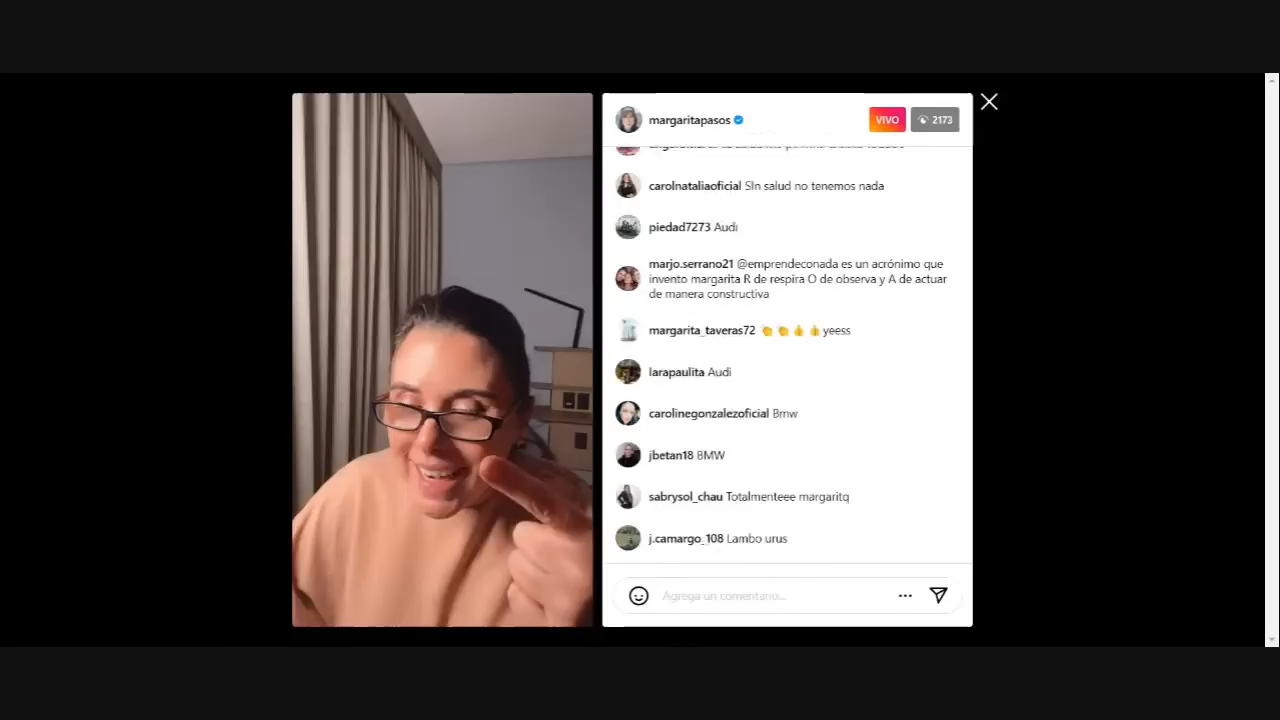 margaritapasos
VIVO
2173
carolnataliaoficial SIn salud no tenemos nada
piedad7273 Audi
marjo.serrano21 @emprendeconada es un acrónimo que
invento margarita R de respira O de observa y A de actuar
de manera constructiva
margarita_taveras72 👏👏👍👍yeess
larapaulita Audi
carolinegonzalezoficial Bmw
jbetan18 BMW
sabrysol_chau Totalmenteee margaritq
j.camargo_108 Lambo urus
Agrega un comentario...